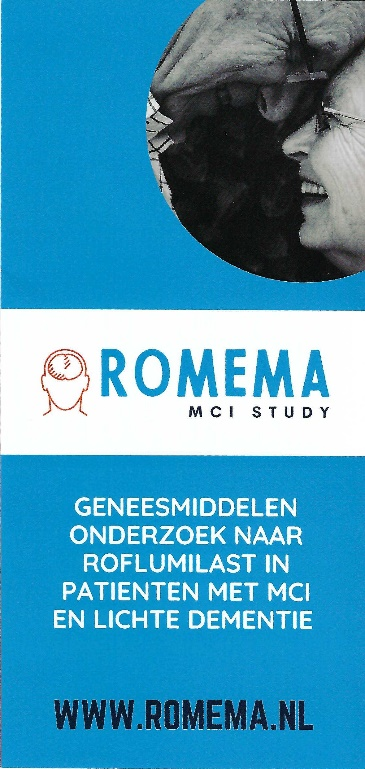 ROMEMA
MCI STUDY
GENEESMIDDELEN
ONDERZOEK NAAR
ROFLUMILAST IN
PATIENTEN MET MCI
EN LICHTE DEMENTIE
WWW.ROMEMA.NL